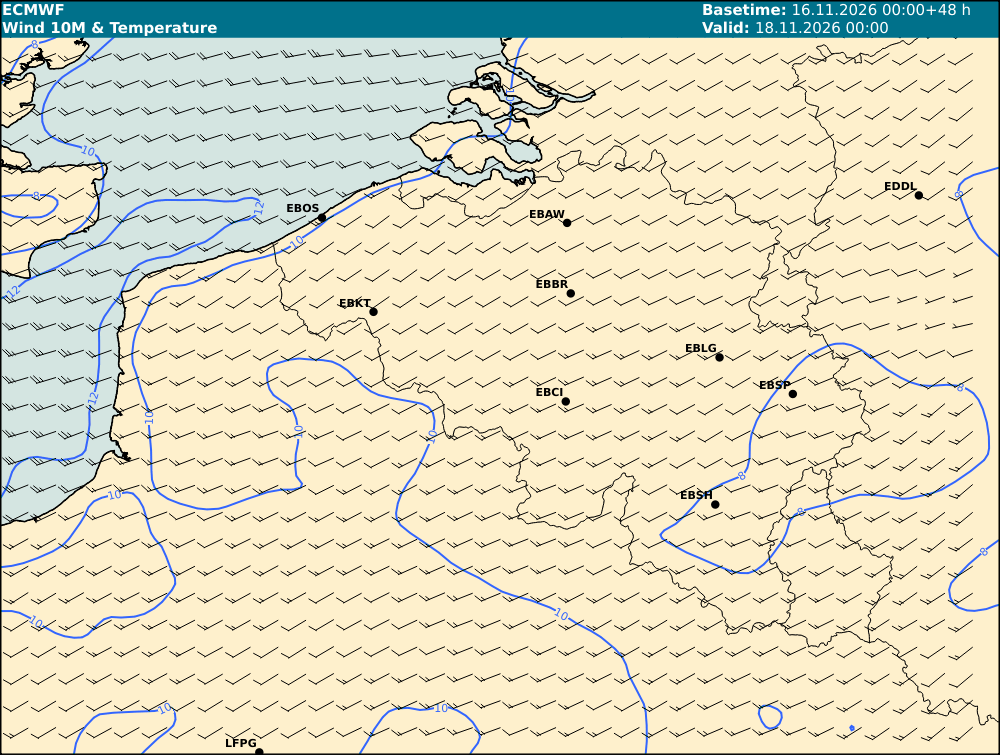 ECMWF
Wind 10M & Temperature
Basetime: 16.11.2026 00:00+48 h
Valid: 18.11.2026 00:00
8
10
10
8
12
12
10
EDDL
8
EBOS
EBAW
EBBR
EBKT
EBLG
EBSP
8
EBCI
12
10
10
10
8
EBSH
10
8
8
10
10
10
10
LFPG